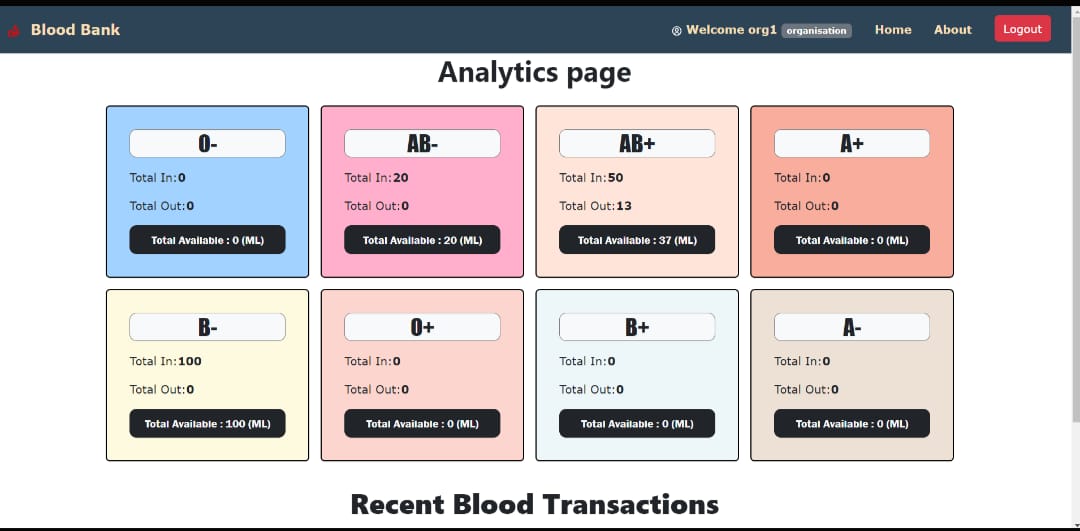 Blood Bank
Welcome org1 organisation Home About Logout
Analytics page
O- AB- AB+ A+
Total In:0 Total In:20 Total In:50 Total In:0
Total Out:0 Total Out:0 Total Out:13 Total Out:0
Total Available : 0 (ML) Total Available : 20 (ML) Total Available : 37 (ML) Total Available : 0 (ML)
B- O+ B+ A-
Total In:100 Total In:0 Total In:0 Total In:0
Total Out:0 Total Out:0 Total Out:0 Total Out:0
Total Available : 100 (ML) Total Available : 0 (ML) Total Available : 0 (ML) Total Available : 0 (ML)
Recent Blood Transactions